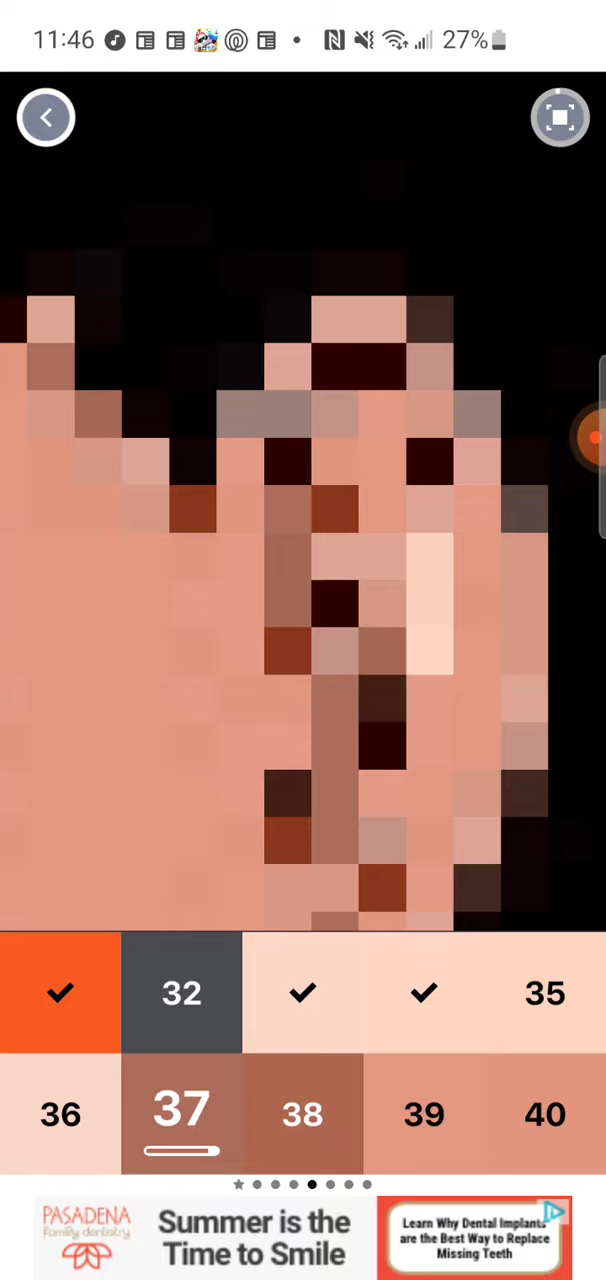 11:46
27%
32
35
36
37
38
39
40
PASADENA
family dentistry
Summer is the
Time to Smile
Learn Why Dental Implants
are the Best Way to Replace
Missing Teeth